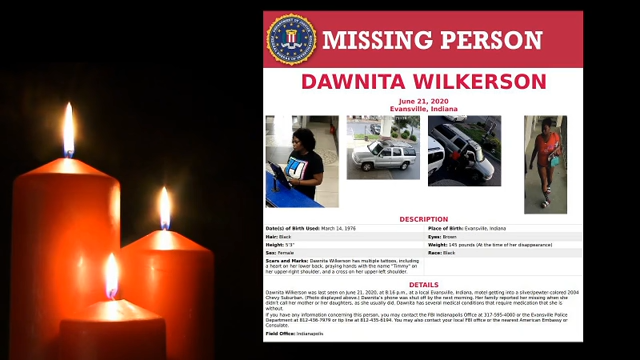 MISSING PERSON
DAWNITA WILKERSON
June 21, 2020
Evansville, Indiana
DESCRIPTION
Date(s) of Birth Used: March 14, 1976
Place of Birth: Evansville, Indiana
Hair: Black
Eyes: Brown
Height: 5'3"
Weight: 145 pounds (At the time of her disappearance)
Sex: Female
Race: Black
Scars and Marks: Dawnita Wilkerson has multiple tattoos, including
a heart on her lower back, praying hands with the name "Timmy" on
her upper-right shoulder, and a cross on her upper-left shoulder.
DETAILS
Dawnita Wilkerson was last seen on June 21, 2020, at 8:16 p.m., at a local Evansville, Indiana, motel getting into a silver/powder colored 2004
Chevy Suburban. (Photo displayed above.) Dawnita's phone was shut off by the next morning. Her family reported her missing when she
didn't call her mother or daughters, as she usually did. Dawnita has several medical conditions that require medication that she is
without.
If you have any information concerning this person, you may contact the FBI Indianapolis Office at 317-595-4000 or the Evansville Police
Department at 812-436-7979 or tip line at 812-435-6194. You may also contact your local FBI office or the nearest American Embassy or
Consulate.
Field Office: Indianapolis